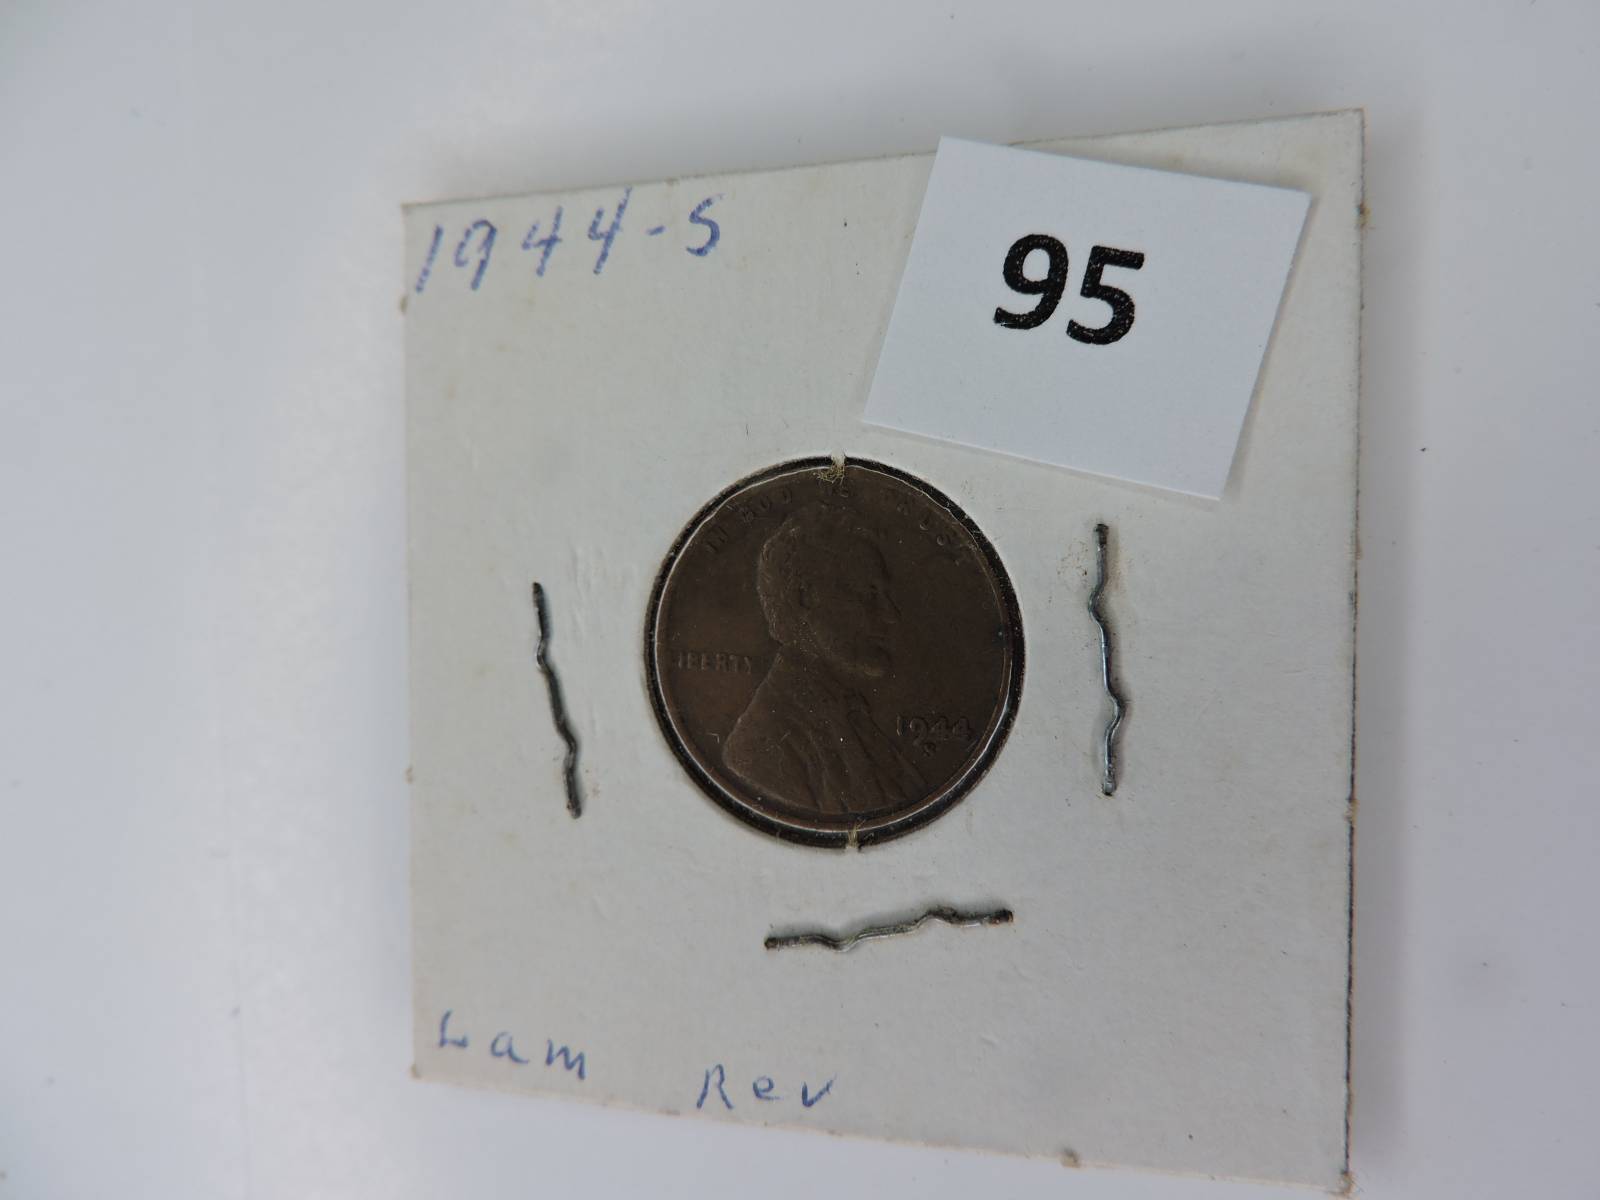 1944-S
95
IN GOD WE TRUST
LIBERTY
1944
S
Lam Rev